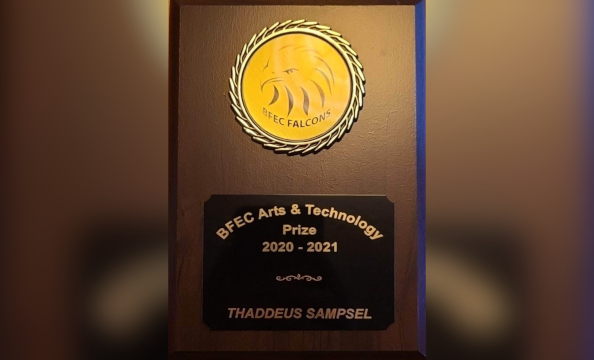 BFEC FALCONS
BFEC Arts & Technology
Prize
2020 - 2021
THADDEUS SAMPSEL